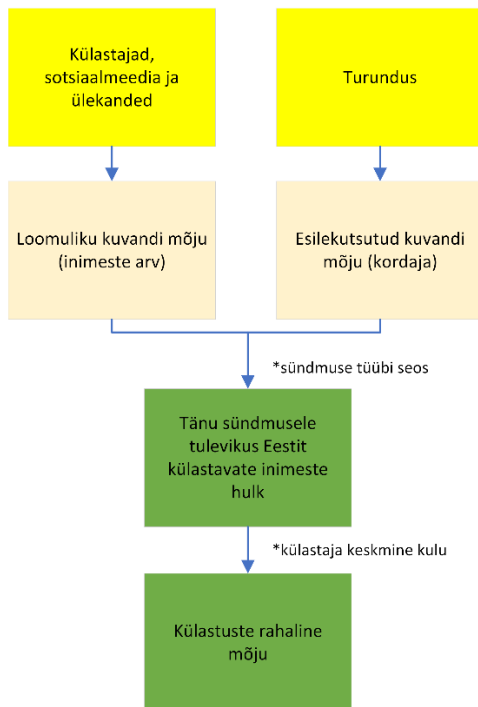 Külastajad,
sotsiaalmeedia ja
ülekanded
Turundus
Loomuliku kuvandi mõju
(inimeste arv)
Esilekutsutud kuvandi
mõju (kordaja)
*sündmuse tüübi seos
Tänu sündmusele
tulevikus Eestit
külastavate inimeste
hulk
*külastaja keskmine kulu
Külastuste rahaline
mõju